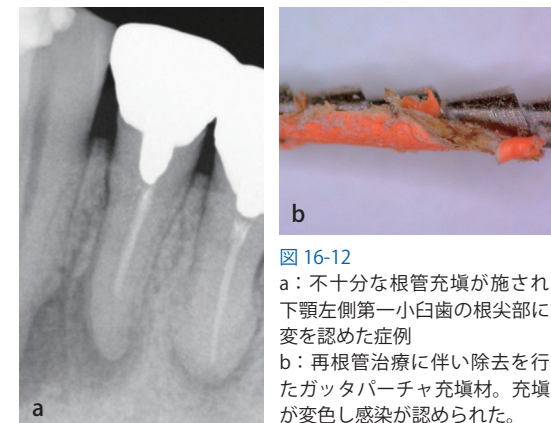 a
b
図 16-12
a：不十分な根管充塡が施され
下顎左側第一小臼歯の根尖部に
変を認めた症例
b：再根管治療に伴い除去を行
たガッタパーチャ充塡材。充塡
が変色し感染が認められた。